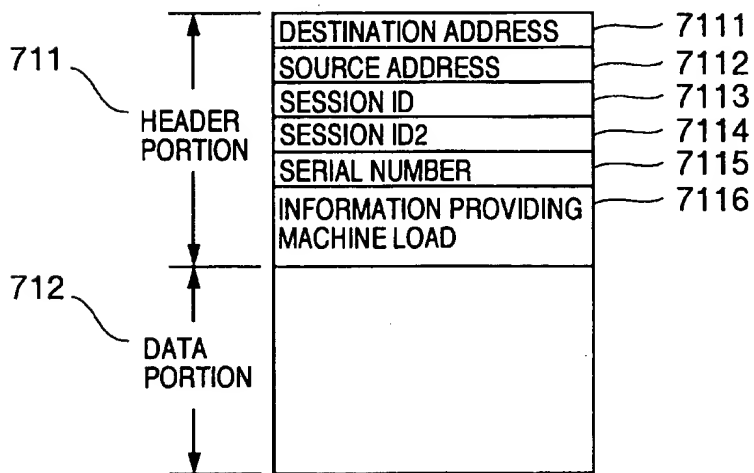 DESTINATION ADDRESS 7111
711 SOURCE ADDRESS 7112
SESSION ID 7113
HEADER SESSION ID2 7114
PORTION SERIAL NUMBER 7115
INFORMATION PROVIDING 7116
MACHINE LOAD
712
DATA
PORTION